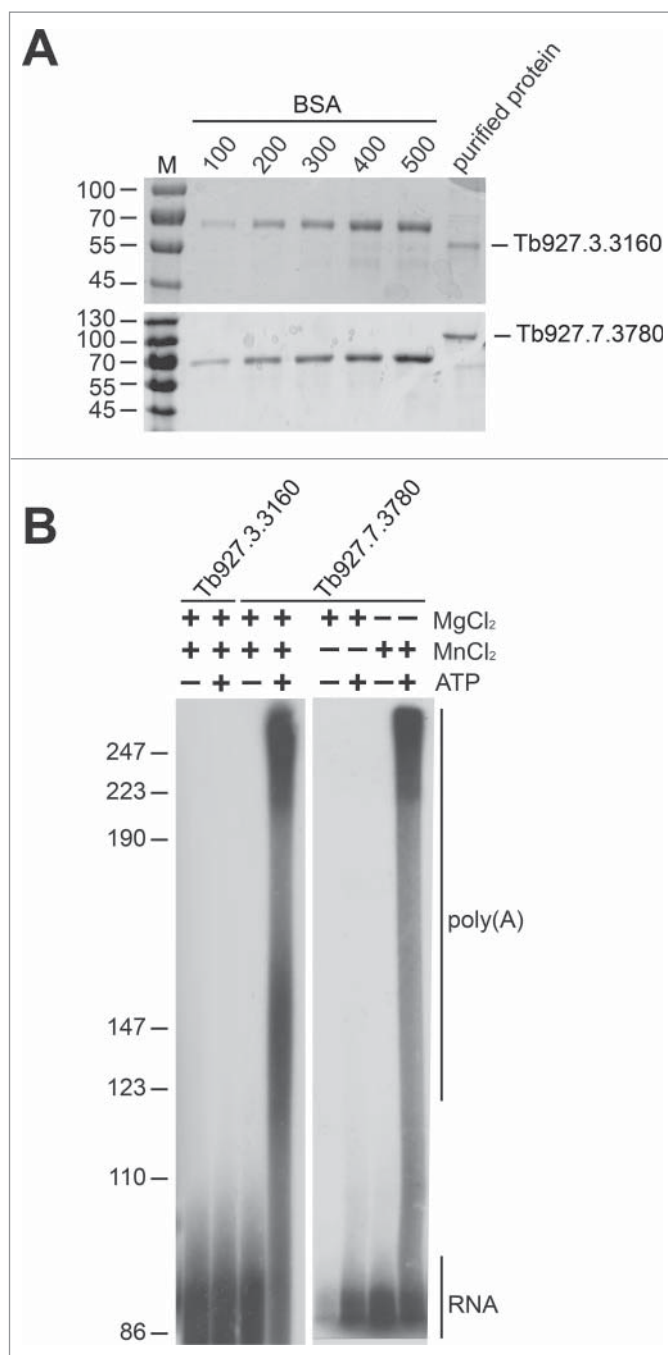 A
BSA
purified protein
M 100 200 300 400 500
100
70
55
45
Tb927.3.3160
130
100
70
55
45
Tb927.7.3780
B
Tb927.3.3160
Tb927.7.3780
+ + + + + + − − MgCl₂
+ + + + − − + + MnCl₂
− + − + − + − + ATP
247
223
190
147
123
110
86
poly(A)
RNA